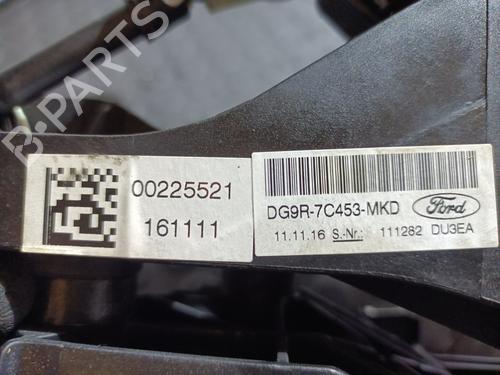 B-PARTS
00225521
161111
DG9R-7C453-MKD Ford
11.11.16 S.-Nr.: 111282 DU3EA